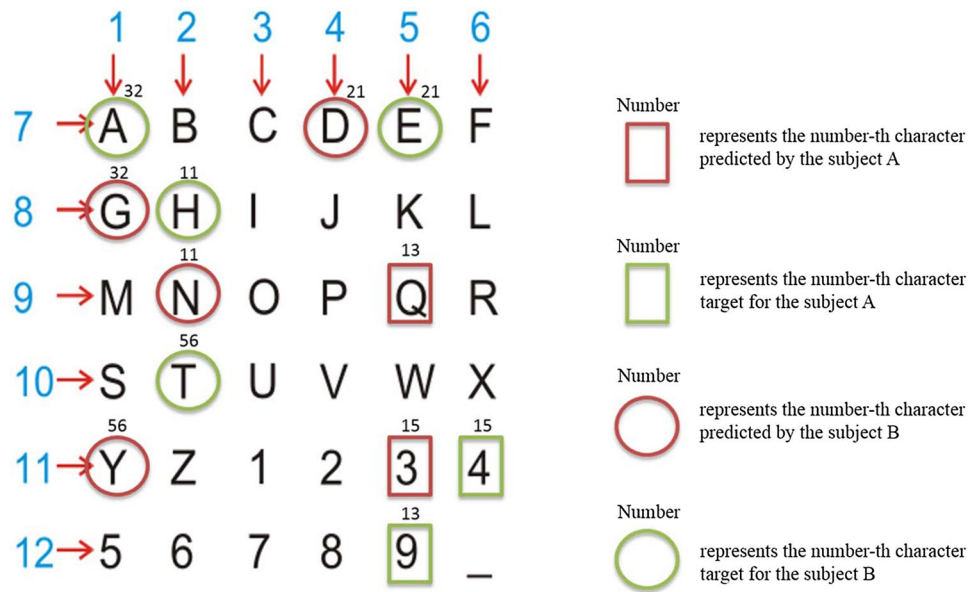 1 2 3 4 5 6
32 21 21
7 A B C D E F
32 11
8 G H I J K L
11 13
9 M N O P Q R
56
10 S T U V W X
56 15 15
11 Y Z 1 2 3 4
13
12 5 6 7 8 9 _
Number
represents the number-th character
predicted by the subject A
Number
represents the number-th character
target for the subject A
Number
represents the number-th character
predicted by the subject B
Number
represents the number-th character
target for the subject B